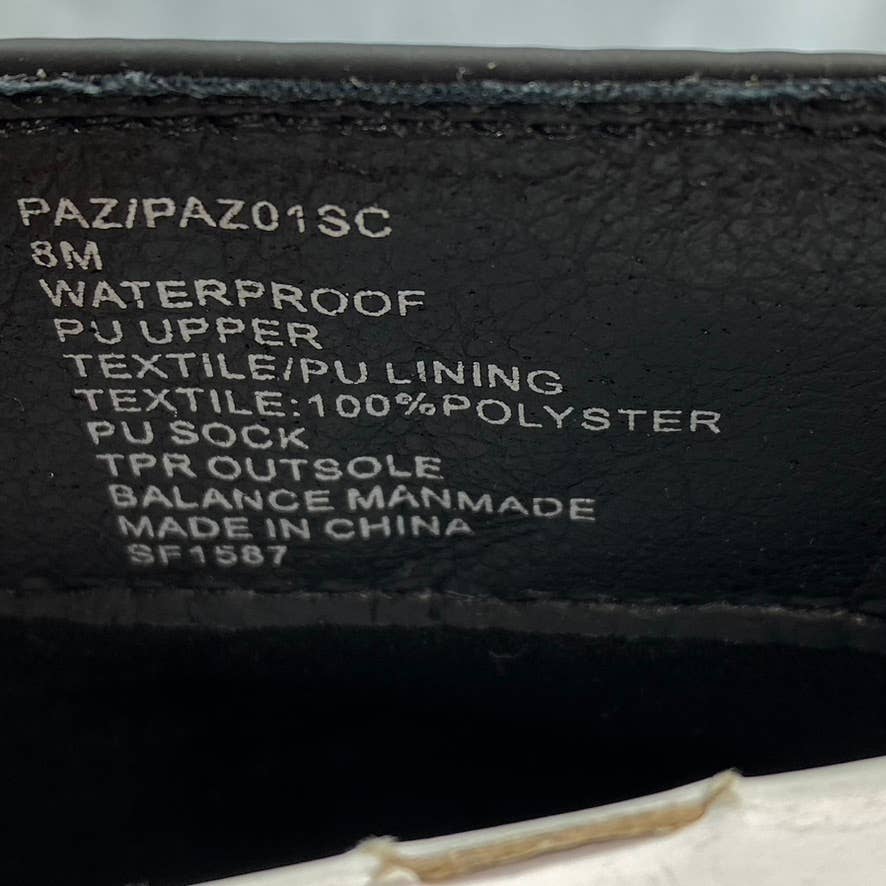 PAZ/PAZ01SC
8M
WATERPROOF
PU UPPER
TEXTILE/PU LINING
TEXTILE:100%POLYSTER
PU SOCK
TPR OUTSOLE
BALANCE MANMADE
MADE IN CHINA
SF1587